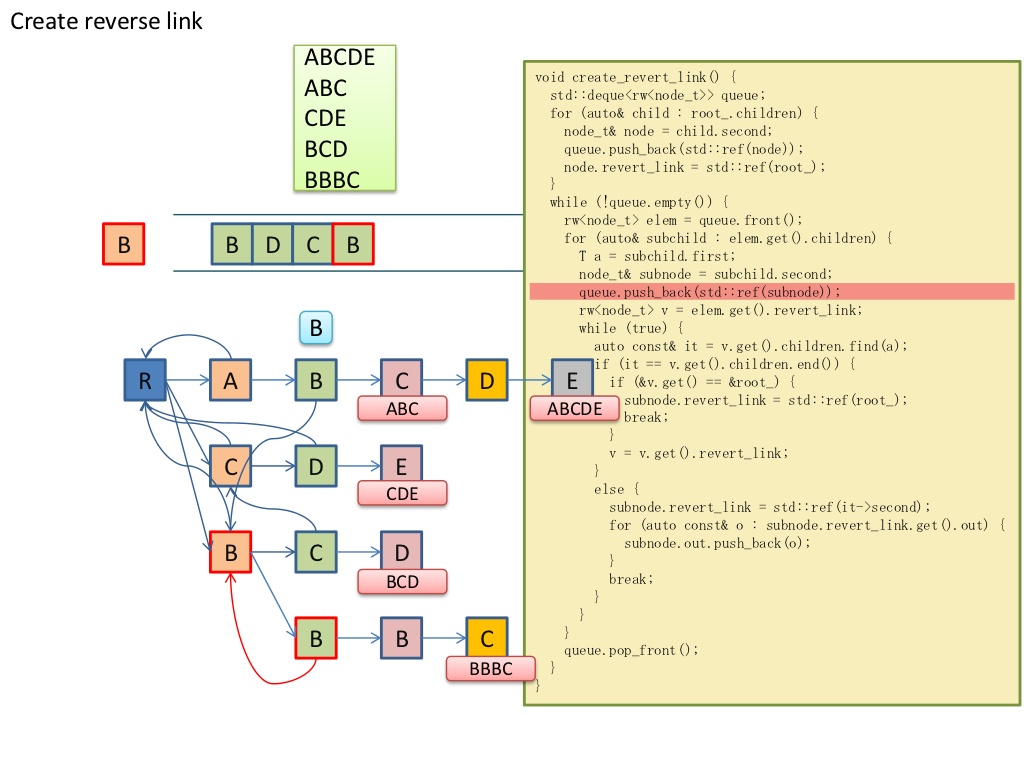 Create reverse link
ABCDE
ABC
CDE
BCD
BBBC
B
B D C B
B
R A B C D E
ABC
ABCDE
C D E
CDE
B C D
BCD
B B C
BBBC
void create_revert_link() {
std::deque<rw<node_t>> queue;
for (auto& child : root_.children) {
node_t& node = child.second;
queue.push_back(std::ref(node));
node.revert_link = std::ref(root_);
}
while (!queue.empty()) {
rw<node_t> elem = queue.front();
for (auto& subchild : elem.get().children) {
T a = subchild.first;
node_t& subnode = subchild.second;
queue.push_back(std::ref(subnode));
rw<node_t> v = elem.get().revert_link;
while (true) {
auto const& it = v.get().children.find(a);
if (it == v.get().children.end()) {
if (&v.get() == &root_) {
subnode.revert_link = std::ref(root_);
break;
}
v = v.get().revert_link;
}
else {
subnode.revert_link = std::ref(it->second);
for (auto const& o : subnode.revert_link.get().out) {
subnode.out.push_back(o);
}
break;
}
}
}
queue.pop_front();
}
}